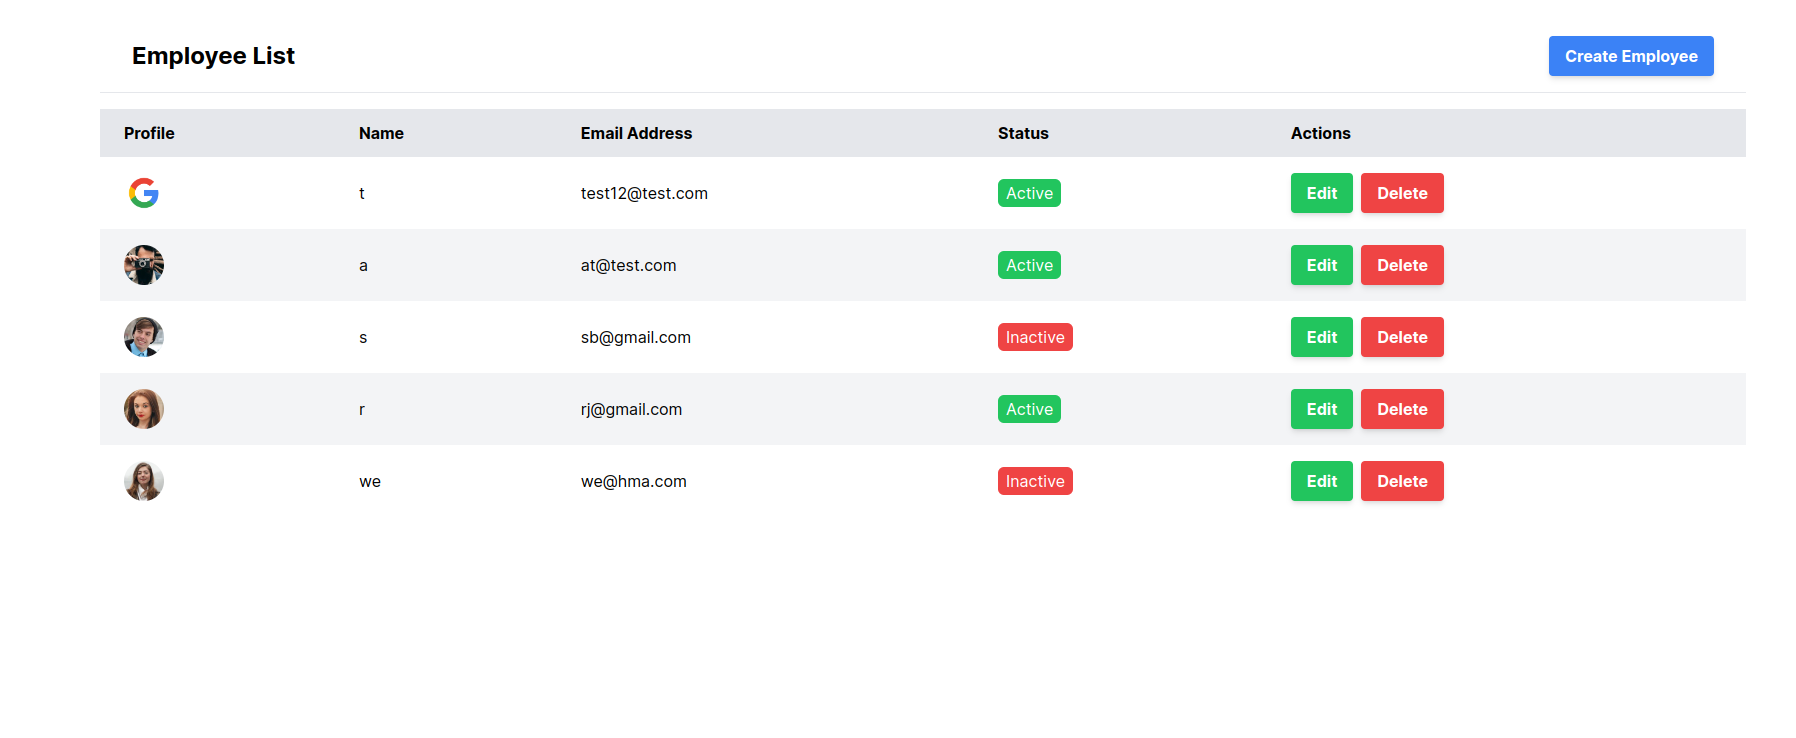 Employee List
Create Employee
Profile Name Email Address Status Actions
t test12@test.com Active Edit Delete
a at@test.com Active Edit Delete
s sb@gmail.com Inactive Edit Delete
r rj@gmail.com Active Edit Delete
we we@hma.com Inactive Edit Delete